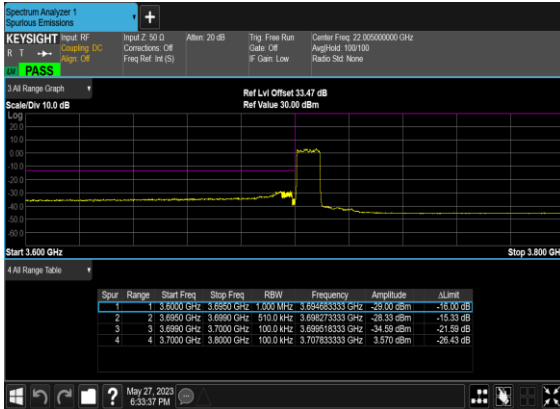 Spectrum Analyzer 1
Spurious Emissions
KEYSIGHT Input: RF Input Z: 50 Ω Atten: 20 dB Trig: Free Run Center Freq: 22.005000000 GHz
R T Coupling: DC Corrections: Off Gate: Off Avg|Hold: 100/100
Align: Off Freq Ref: Int (S) IF Gain: Low Radio Std: None
PASS
3 All Range Graph
Ref Lvl Offset 33.47 dB
Scale/Div 10.0 dB Ref Value 30.00 dBm
Log
20.0
10.0
0.00
-10.0
-20.0
-30.0
-40.0
-50.0
-60.0
Start 3.600 GHz Stop 3.800 GH
4 All Range Table
Spur Range Start Freq Stop Freq RBW Frequency Amplitude ΔLimit
1 1 3.6000 GHz 3.6950 GHz 1.000 MHz 3.694683333 GHz -29.00 dBm -16.00 dB
2 2 3.6950 GHz 3.6990 GHz 510.0 kHz 3.698273333 GHz -28.33 dBm -15.33 dB
3 3 3.6990 GHz 3.7000 GHz 100.0 kHz 3.699518333 GHz -34.59 dBm -21.59 dB
4 4 3.7000 GHz 3.8000 GHz 100.0 kHz 3.707833333 GHz 3.570 dBm -26.43 dB
May 27, 2023
6:33:37 PM